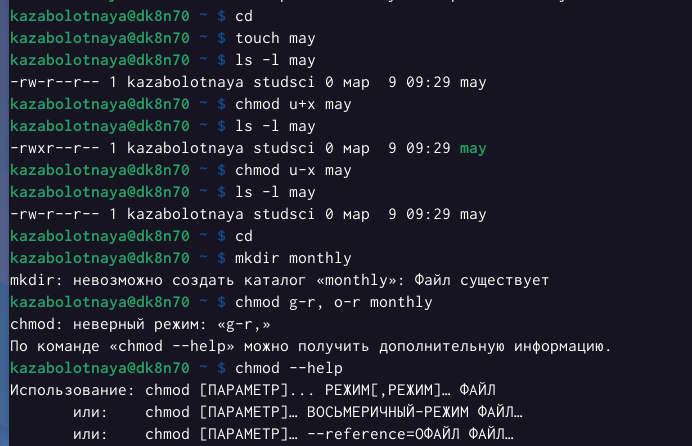 kazabolotnaya@dk8n70 ~ $ cd
kazabolotnaya@dk8n70 ~ $ touch may
kazabolotnaya@dk8n70 ~ $ ls -l may
-rw-r--r-- 1 kazabolotnaya studsci 0 мар  9 09:29 may
kazabolotnaya@dk8n70 ~ $ chmod u+x may
kazabolotnaya@dk8n70 ~ $ ls -l may
-rwxr--r-- 1 kazabolotnaya studsci 0 мар  9 09:29 may
kazabolotnaya@dk8n70 ~ $ chmod u-x may
kazabolotnaya@dk8n70 ~ $ ls -l may
-rw-r--r-- 1 kazabolotnaya studsci 0 мар  9 09:29 may
kazabolotnaya@dk8n70 ~ $ cd
kazabolotnaya@dk8n70 ~ $ mkdir monthly
mkdir: невозможно создать каталог «monthly»: Файл существует
kazabolotnaya@dk8n70 ~ $ chmod g-r, o-r monthly
chmod: неверный режим: «g-r,»
По команде «chmod --help» можно получить дополнительную информацию.
kazabolotnaya@dk8n70 ~ $ chmod --help
Использование: chmod [ПАРАМЕТР]... РЕЖИМ[,РЕЖИМ]… ФАЙЛ
или:    chmod [ПАРАМЕТР]… ВОСЬМЕРИЧНЫЙ-РЕЖИМ ФАЙЛ…
или:    chmod [ПАРАМЕТР]… --reference=ОФАЙЛ ФАЙЛ…